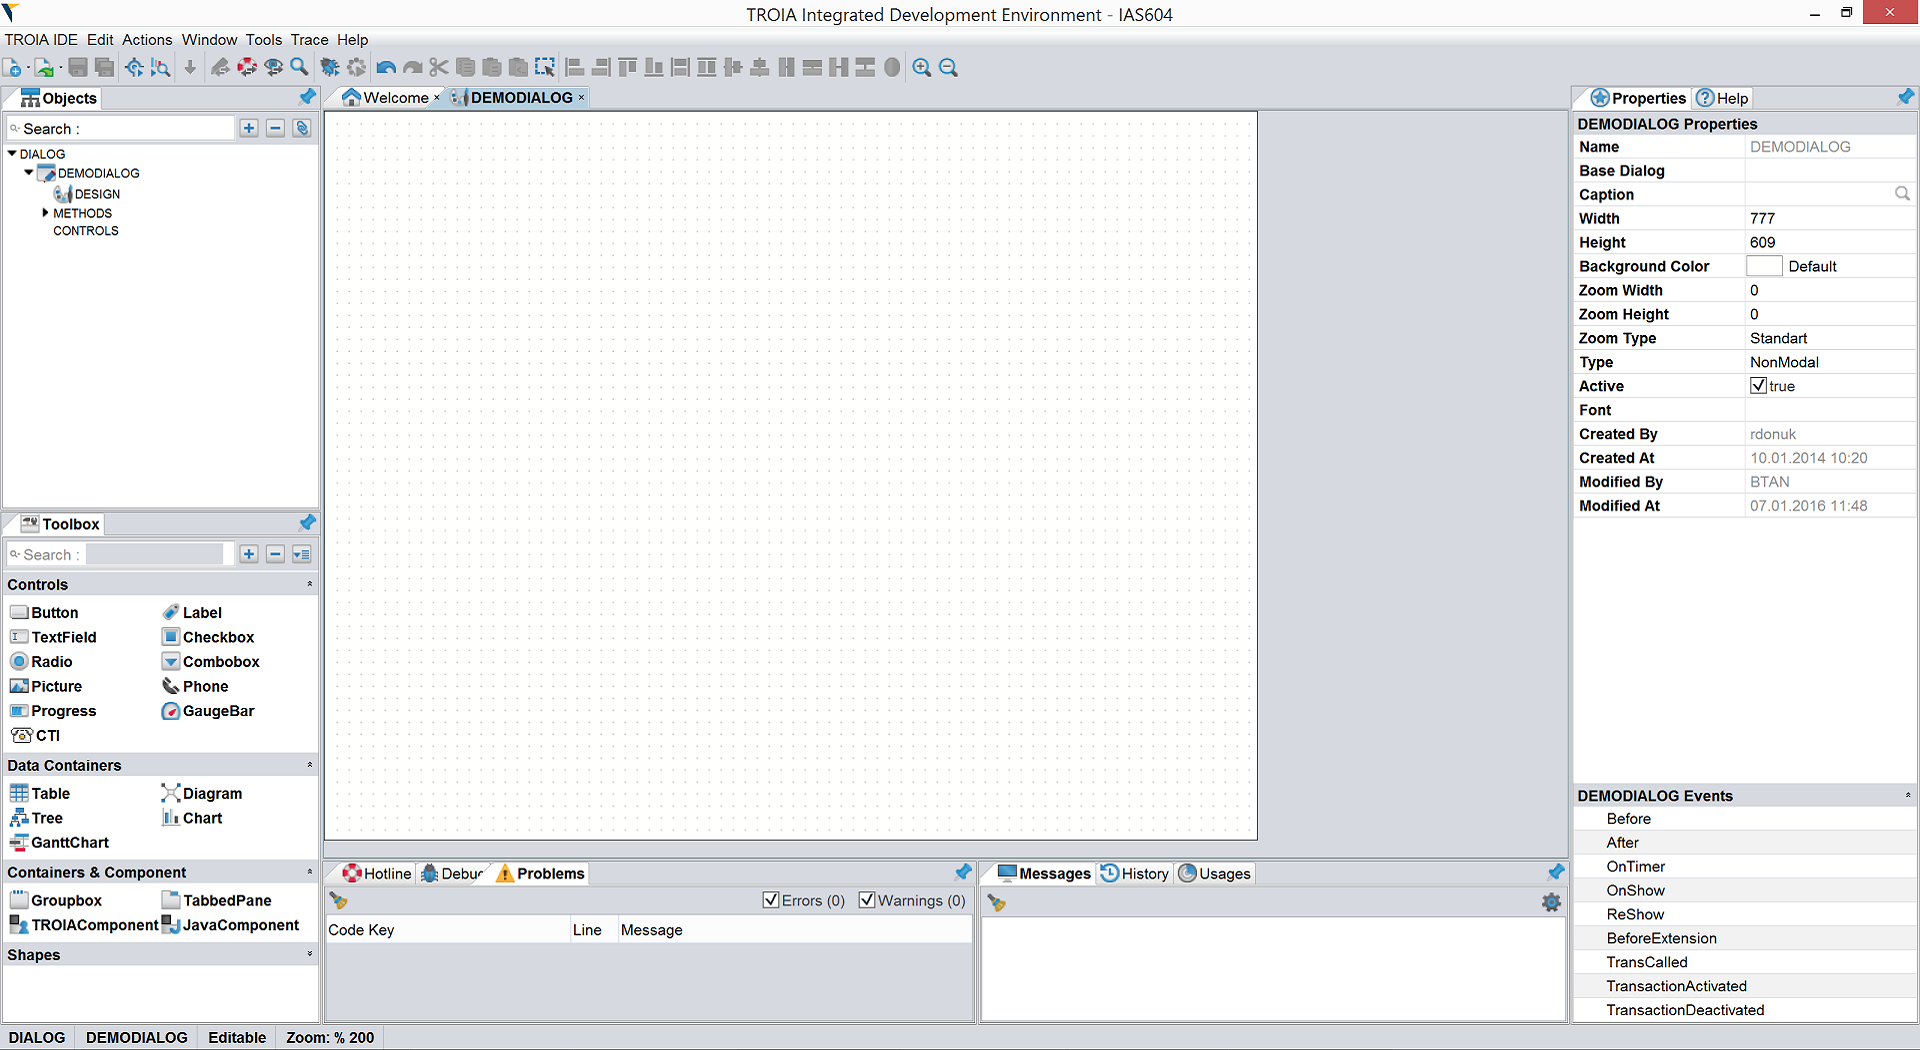 TROIA Integrated Development Environment - IAS604
TROIA IDE Edit Actions Window Tools Trace Help
Objects
Search :
DIALOG
DEMODIALOG
DESIGN
METHODS
CONTROLS
Toolbox
Search :
Controls
Button Label
TextField Checkbox
Radio Combobox
Picture Phone
Progress GaugeBar
CTI
Data Containers
Table Diagram
Tree Chart
GanttChart
Containers & Component
Groupbox TabbedPane
TROIAComponent JavaComponent
Shapes
Welcome × DEMODIALOG ×
Hotline Debug Problems
Errors (0) Warnings (0)
Code Key Line Message
Messages History Usages
Properties Help
DEMODIALOG Properties
Name DEMODIALOG
Base Dialog
Caption
Width 777
Height 609
Background Color Default
Zoom Width 0
Zoom Height 0
Zoom Type Standart
Type NonModal
Active true
Font
Created By rdonuk
Created At 10.01.2014 10:20
Modified By BTAN
Modified At 07.01.2016 11:48
DEMODIALOG Events
Before
After
OnTimer
OnShow
ReShow
BeforeExtension
TransCalled
TransactionActivated
TransactionDeactivated
DIALOG DEMODIALOG Editable Zoom: % 200